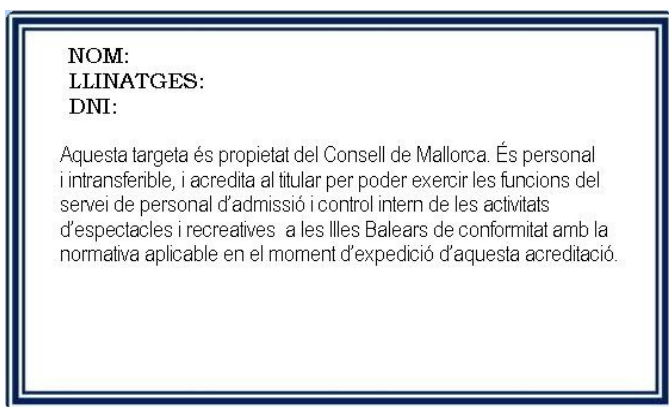 NOM:
LLINATGES:
DNI:
Aquesta targeta és propietat del Consell de Mallorca. És personal
i intransferible, i acredita al titular per poder exercir les funcions del
servei de personal d'admissió i control intern de les activitats
d'espectacles i recreatives a les Illes Balears de conformitat amb la
normativa aplicable en el moment d'expedició d'aquesta acreditació.